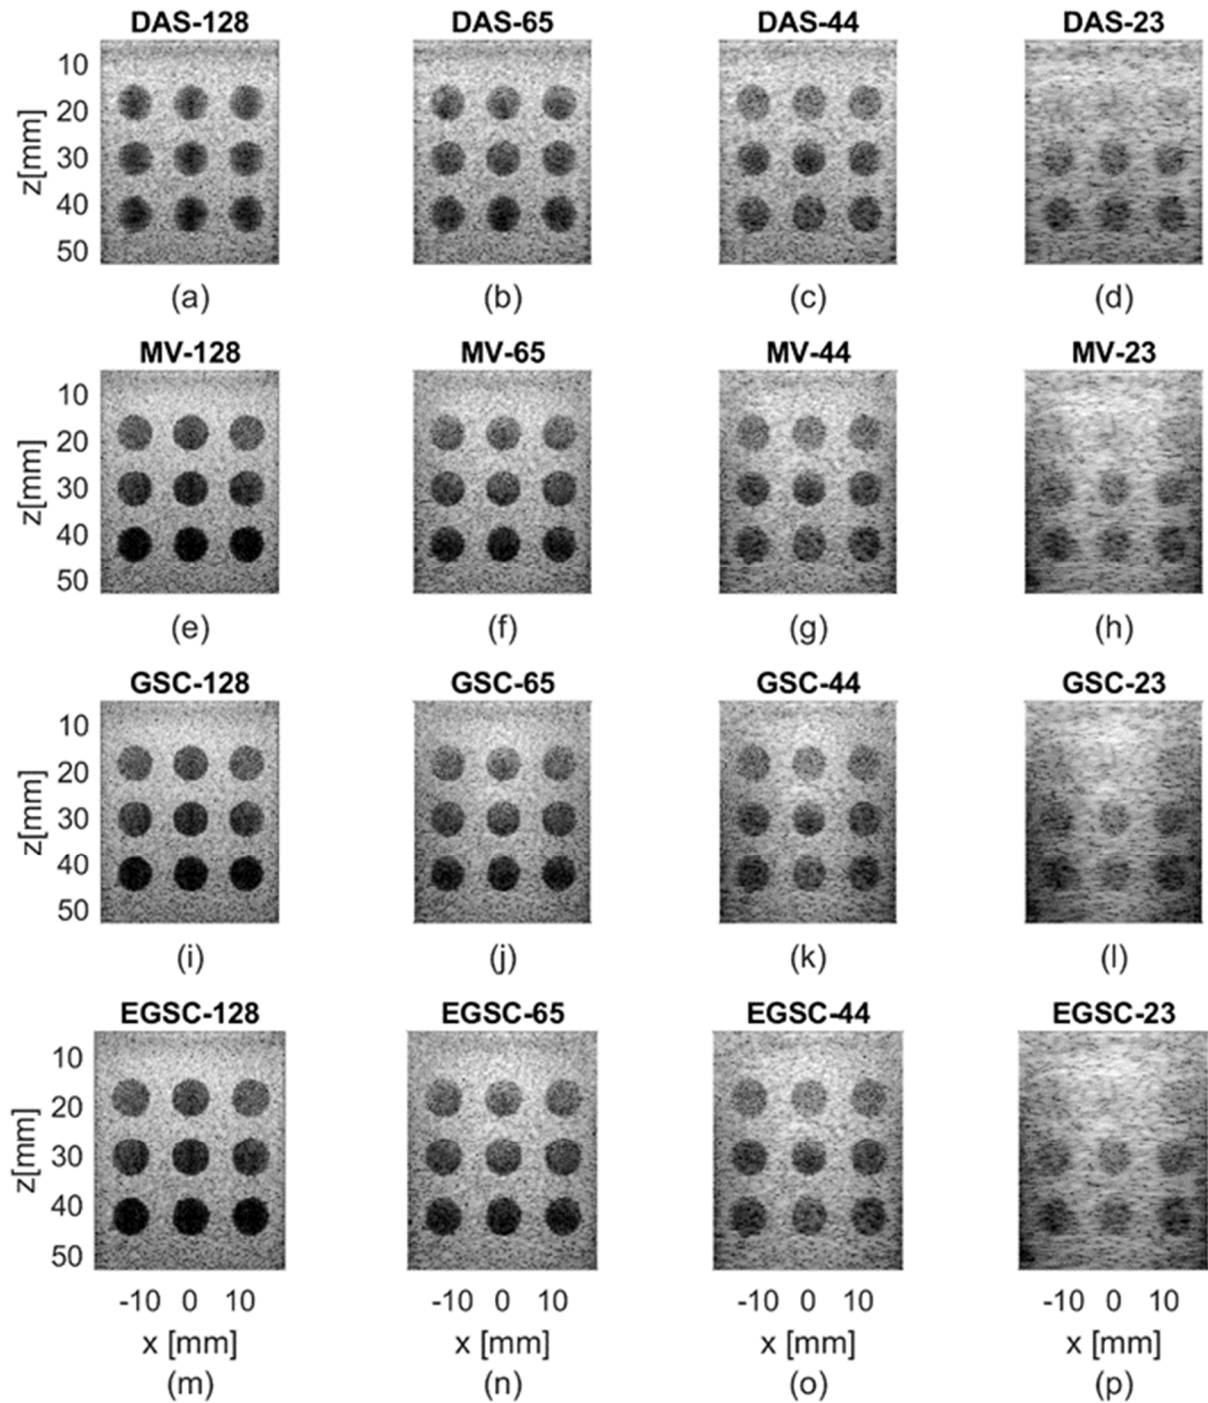 DAS-128 DAS-65 DAS-44 DAS-23
10
20
30
40
50
z[mm]
(a) (b) (c) (d)
MV-128 MV-65 MV-44 MV-23
10
20
30
40
50
z[mm]
(e) (f) (g) (h)
GSC-128 GSC-65 GSC-44 GSC-23
10
20
30
40
50
z[mm]
(i) (j) (k) (l)
EGSC-128 EGSC-65 EGSC-44 EGSC-23
10
20
30
40
50
z[mm]
-10 0 10 -10 0 10 -10 0 10 -10 0 10
x [mm] x [mm] x [mm] x [mm]
(m) (n) (o) (p)